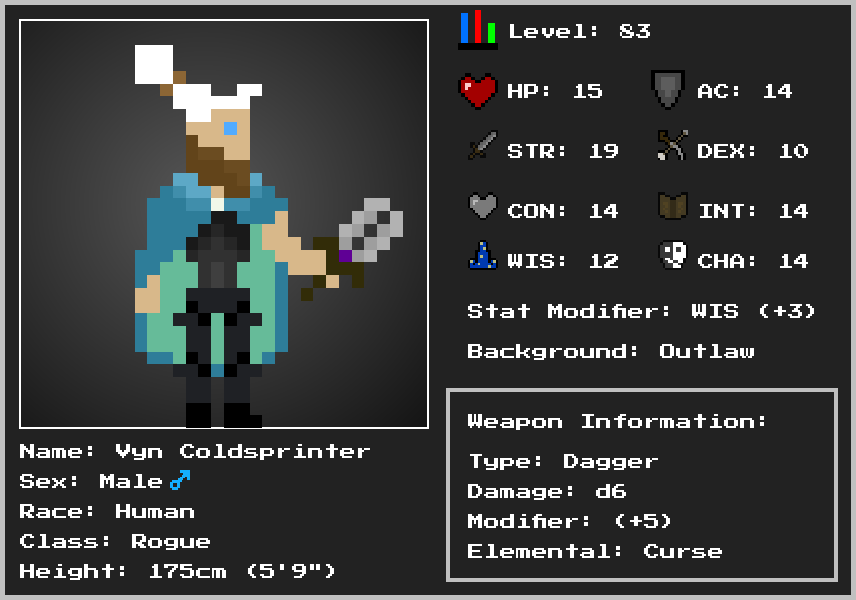 Level: 83
HP: 15
AC: 14
STR: 19
DEX: 10
CON: 14
INT: 14
WIS: 12
CHA: 14
Stat Modifier: WIS (+3)
Background: Outlaw
Weapon Information:
Type: Dagger
Damage: d6
Modifier: (+5)
Elemental: Curse
Name: Vyn Coldsprinter
Sex: Male ♂
Race: Human
Class: Rogue
Height: 175cm (5'9")